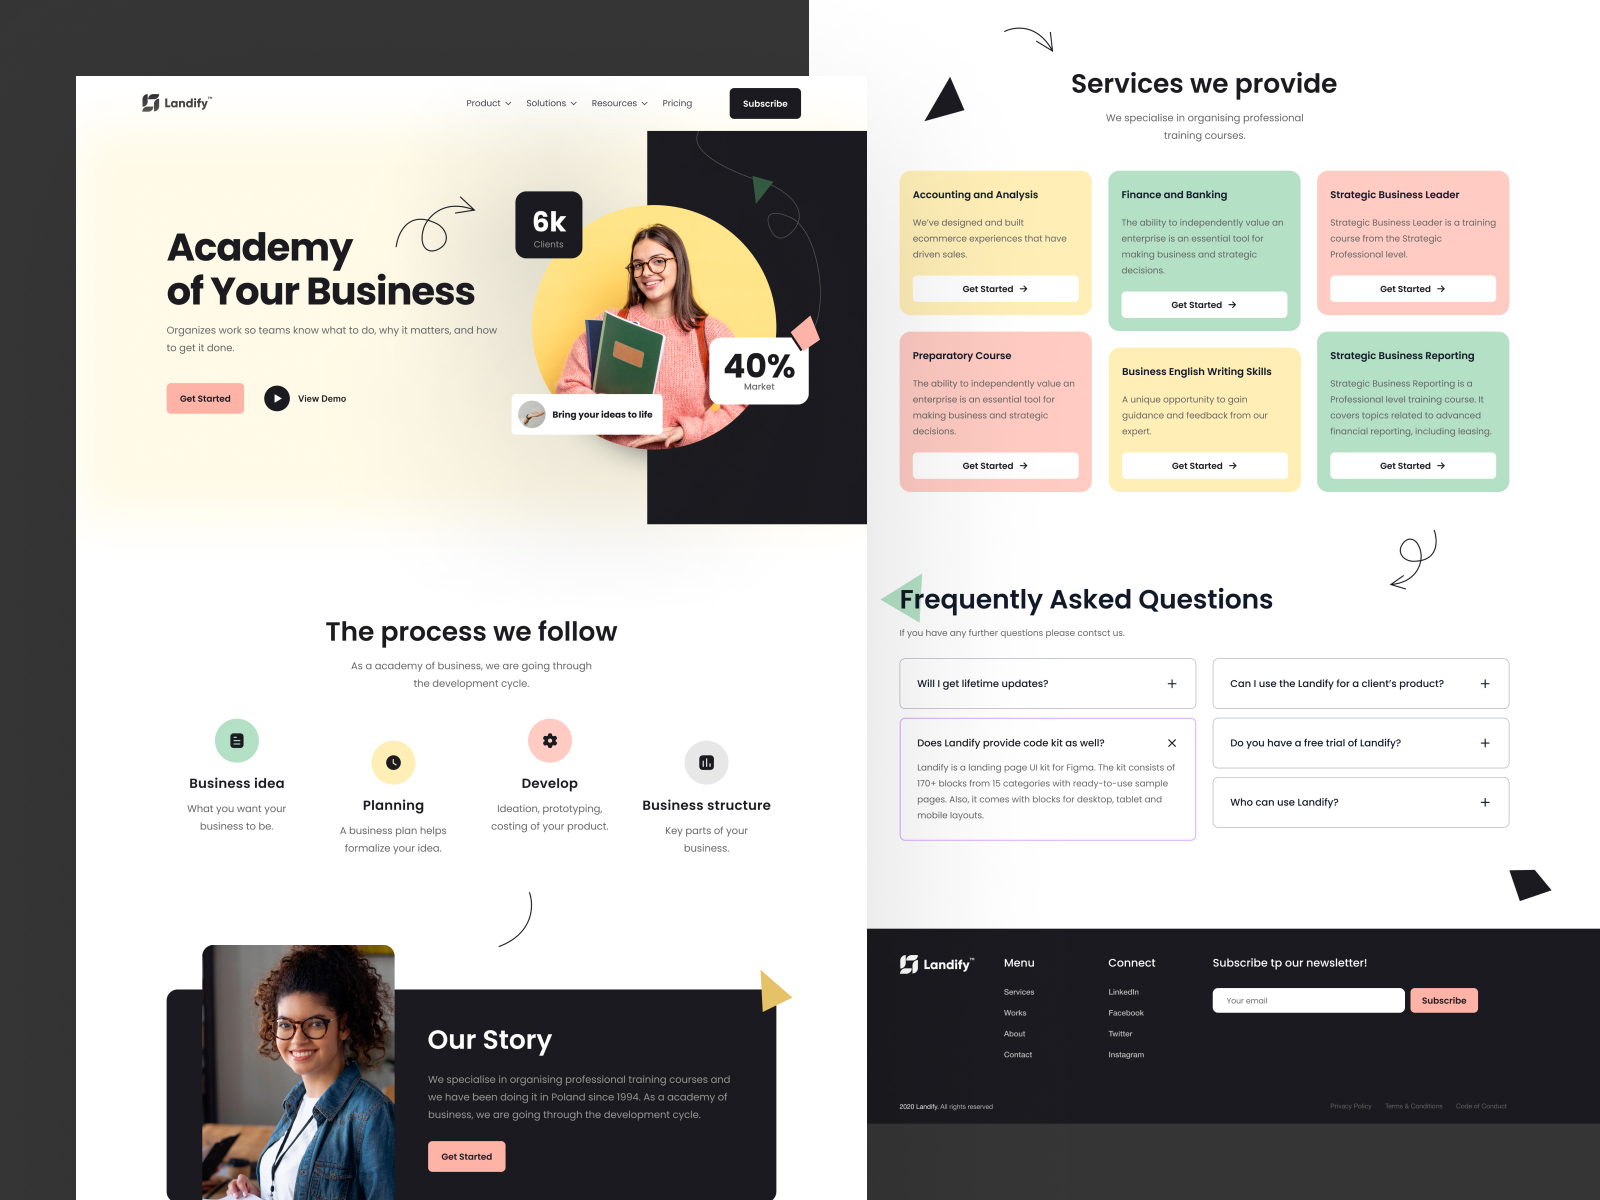 Landify™
Product
Solutions
Resources
Pricing
Subscribe
6k
Clients
Academy
of Your Business
Organizes work so teams know what to do, why it matters, and how
to get it done.
Get Started
View Demo
40%
Market
Bring your ideas to life
The process we follow
As a academy of business, we are going through
the development cycle.
Business idea
What you want your
business to be.
Planning
A business plan helps
formalize your idea.
Develop
Ideation, prototyping,
costing of your product.
Business structure
Key parts of your
business.
Our Story
We specialise in organising professional training courses and
we have been doing it in Poland since 1994. As a academy of
business, we are going through the development cycle.
Get Started
Services we provide
We specialise in organising professional
training courses.
Accounting and Analysis
We've designed and built
ecommerce experiences that have
driven sales.
Get Started
Finance and Banking
The ability to independently value an
enterprise is an essential tool for
making business and strategic
decisions.
Get Started
Strategic Business Leader
Strategic Business Leader is a training
course from the Strategic
Professional level.
Get Started
Preparatory Course
The ability to independently value an
enterprise is an essential tool for
making business and strategic
decisions.
Get Started
Business English Writing Skills
A unique opportunity to gain
guidance and feedback from our
expert.
Get Started
Strategic Business Reporting
Strategic Business Reporting is a
Professional level training course. It
covers topics related to advanced
financial reporting, including leasing.
Get Started
Frequently Asked Questions
If you have any further questions please contsct us.
Will I get lifetime updates?
Does Landify provide code kit as well?
Landify is a landing page UI kit for Figma. The kit consists of
170+ blocks from 15 categories with ready-to-use sample
pages. Also, it comes with blocks for desktop, tablet and
mobile layouts.
Can I use the Landify for a client's product?
Do you have a free trial of Landify?
Who can use Landify?
Landify™
Menu
Services
Works
About
Contact
Connect
LinkedIn
Facebook
Twitter
Instagram
Subscribe tp our newsletter!
Your email
Subscribe
2020 Landify. All rights reserved
Privacy Policy
Terms & Conditions
Code of Conduct